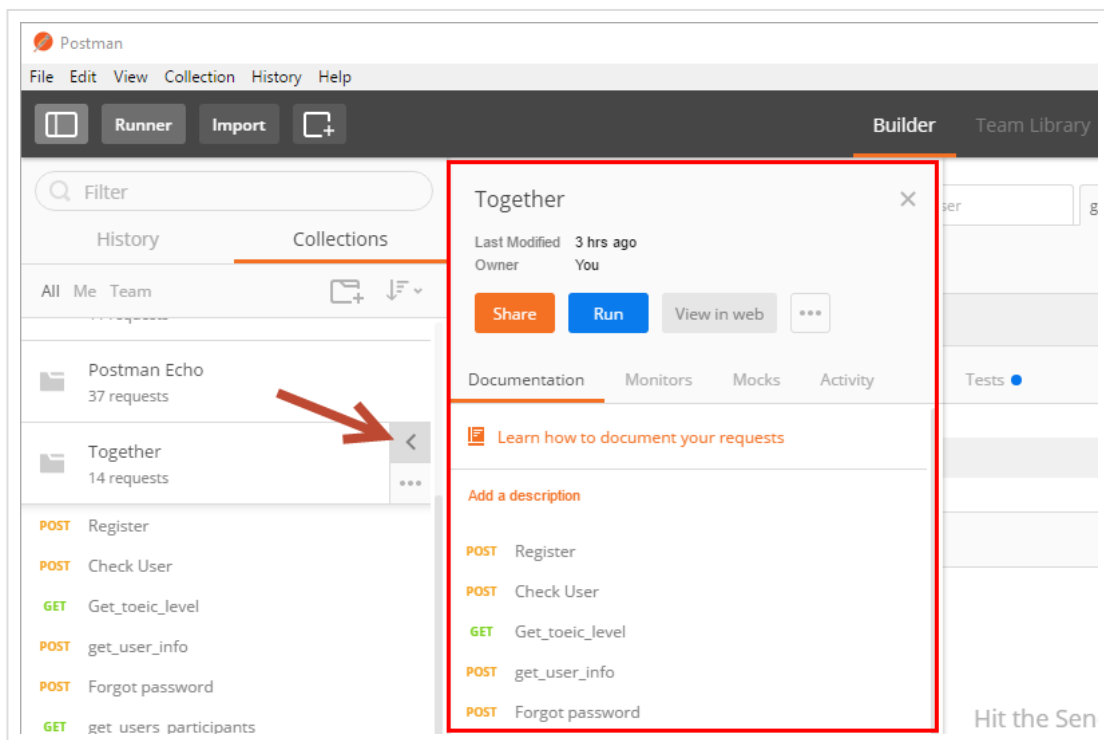 Postman
File Edit View Collection History Help
Runner Import Builder Team Library
Filter
History Collections
All Me Team
Postman Echo
37 requests
Together
14 requests
POST Register
POST Check User
GET Get_toeic_level
POST get_user_info
POST Forgot password
GET get_users_participants
Together
Last Modified 3 hrs ago
Owner You
Share Run View in web
Documentation Monitors Mocks Activity
Learn how to document your requests
Add a description
POST Register
POST Check User
GET Get_toeic_level
POST get_user_info
POST Forgot password
Tests
Hit the Sen